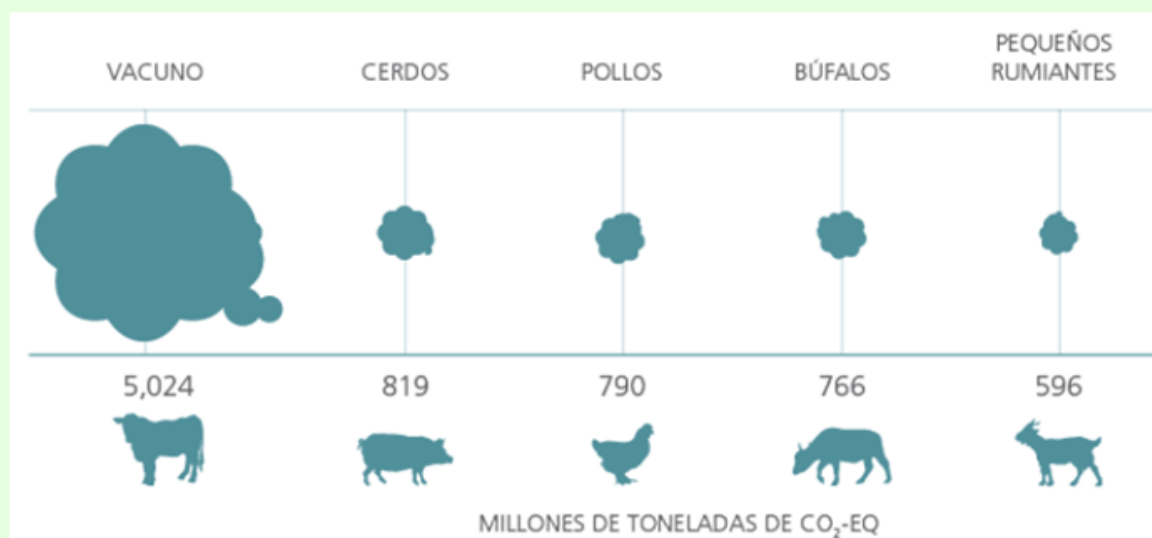 VACUNO
CERDOS
POLLOS
BÚFALOS
PEQUEÑOS
RUMIANTES
5,024
819
790
766
596
MILLONES DE TONELADAS DE CO₂-EQ